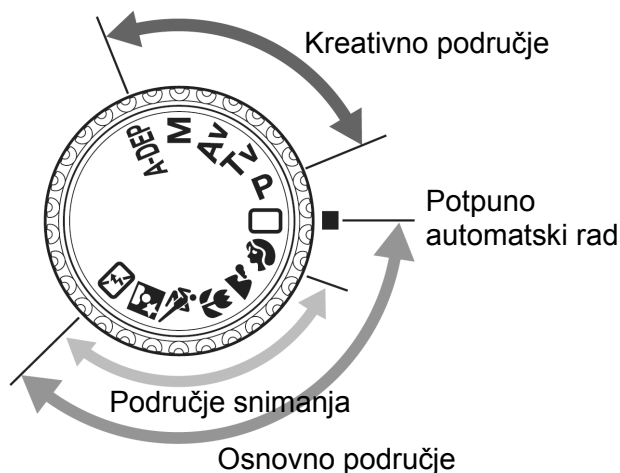 Kreativno područje
A-DEP
M
Av
Tv
P
Potpuno
automatski rad
Područje snimanja
Osnovno područje